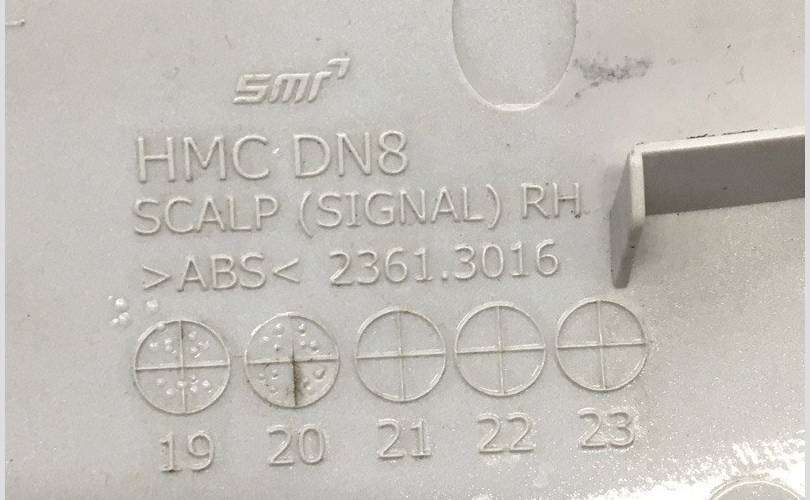 SMR
HMC DN8
SCALP (SIGNAL) RH
>ABS< 2361.3016
19 20 21 22 23